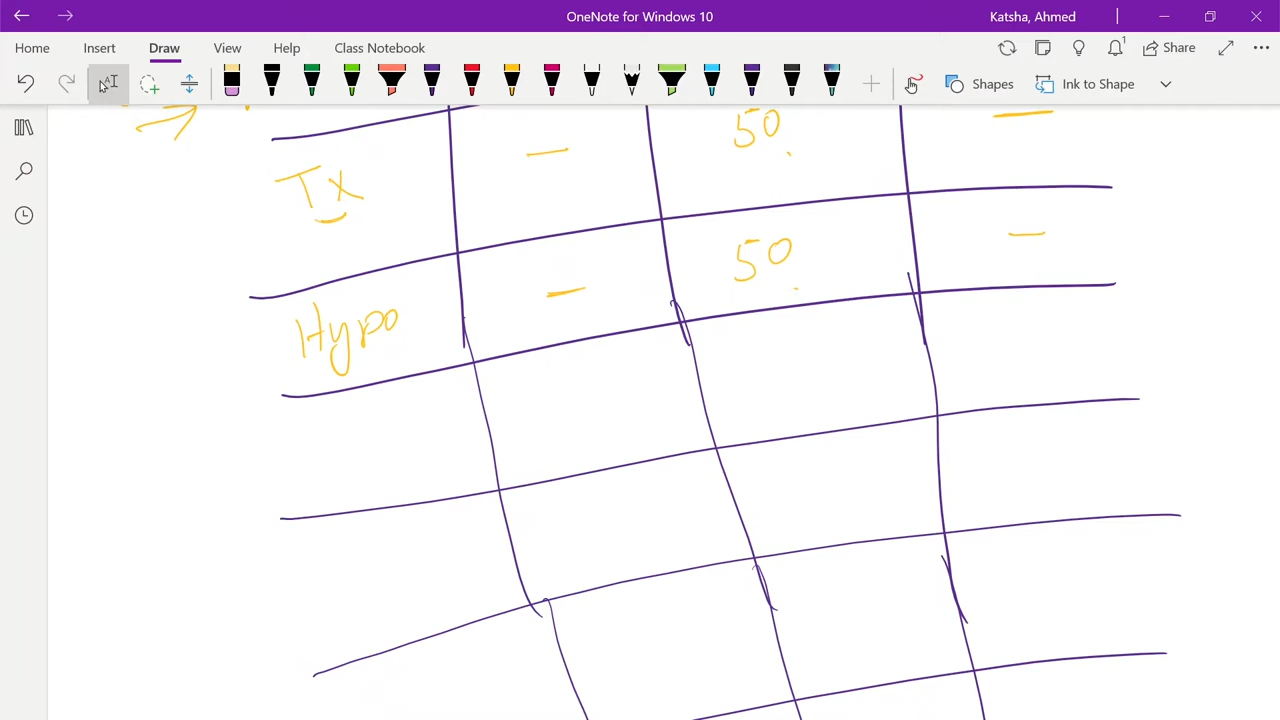 OneNote for Windows 10
Katsha, Ahmed
Home Insert Draw View Help Class Notebook
1 Share
Shapes Ink to Shape
50
Tx
50
Hypo